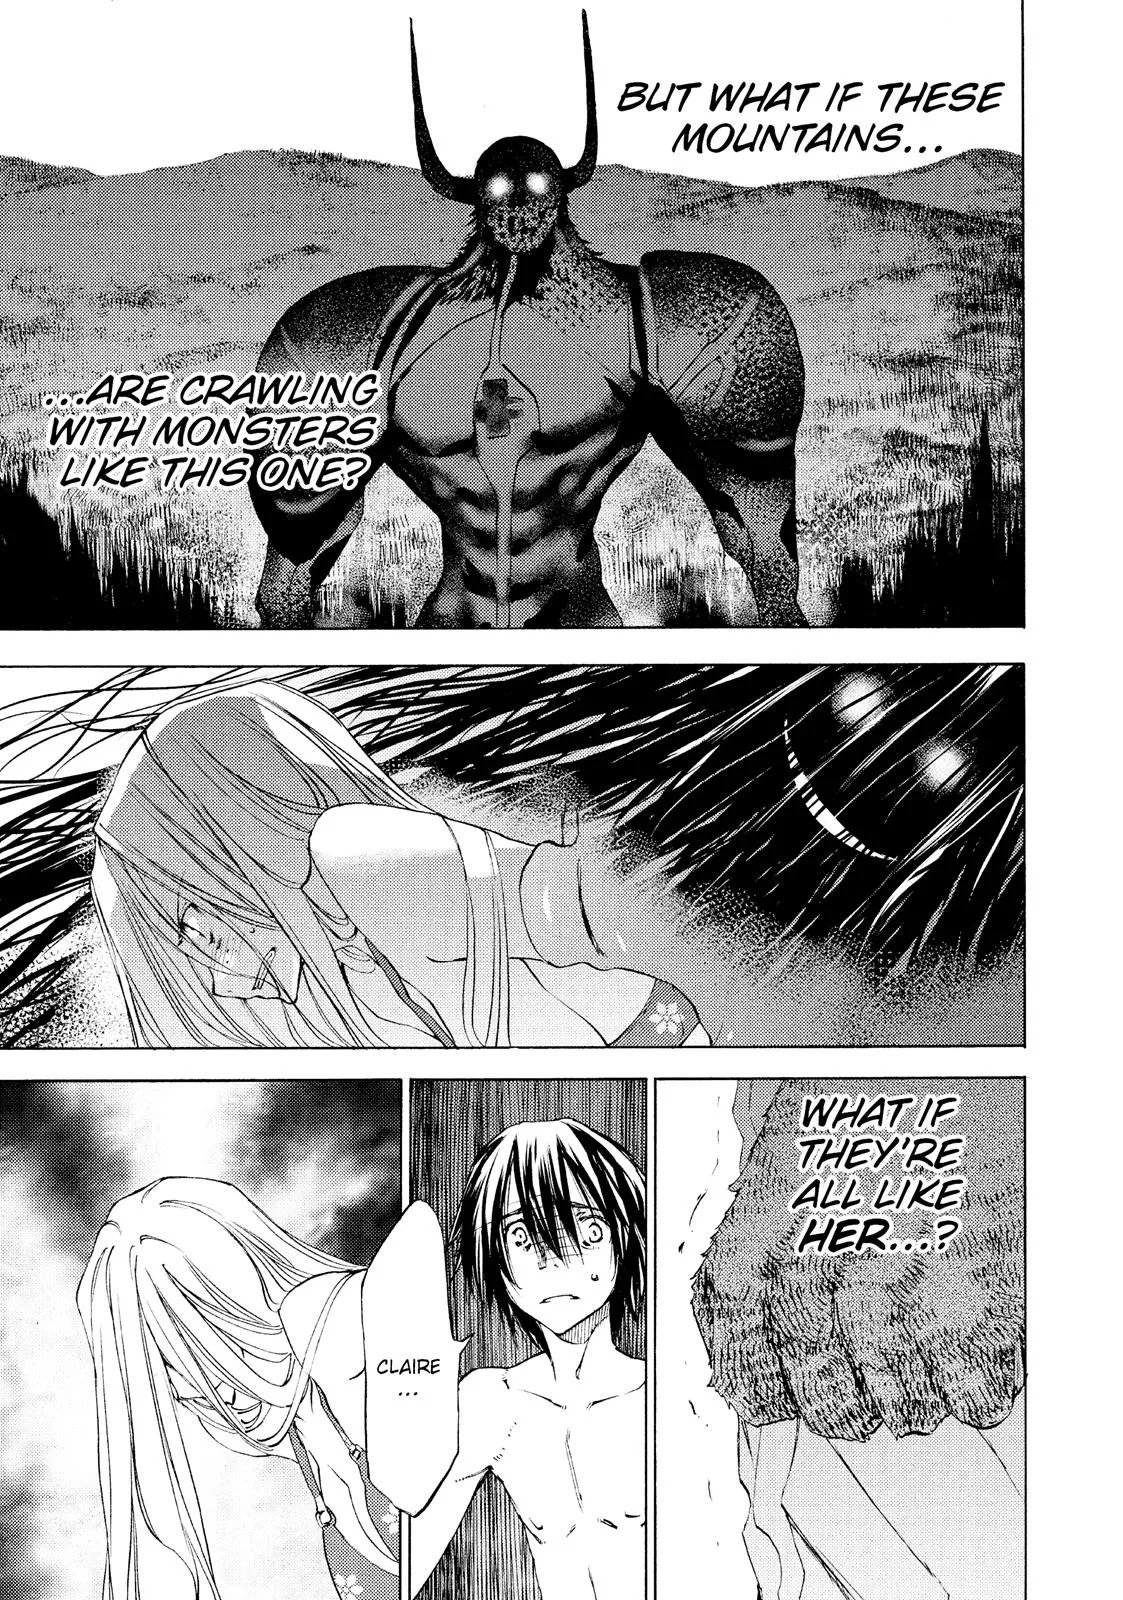 BUT WHAT IF THESE
MOUNTAINS...
...ARE CRAWLING
WITH MONSTERS
LIKE THIS ONE?
WHAT IF
THEY'RE
ALL LIKE
HER...?
CLAIRE
...